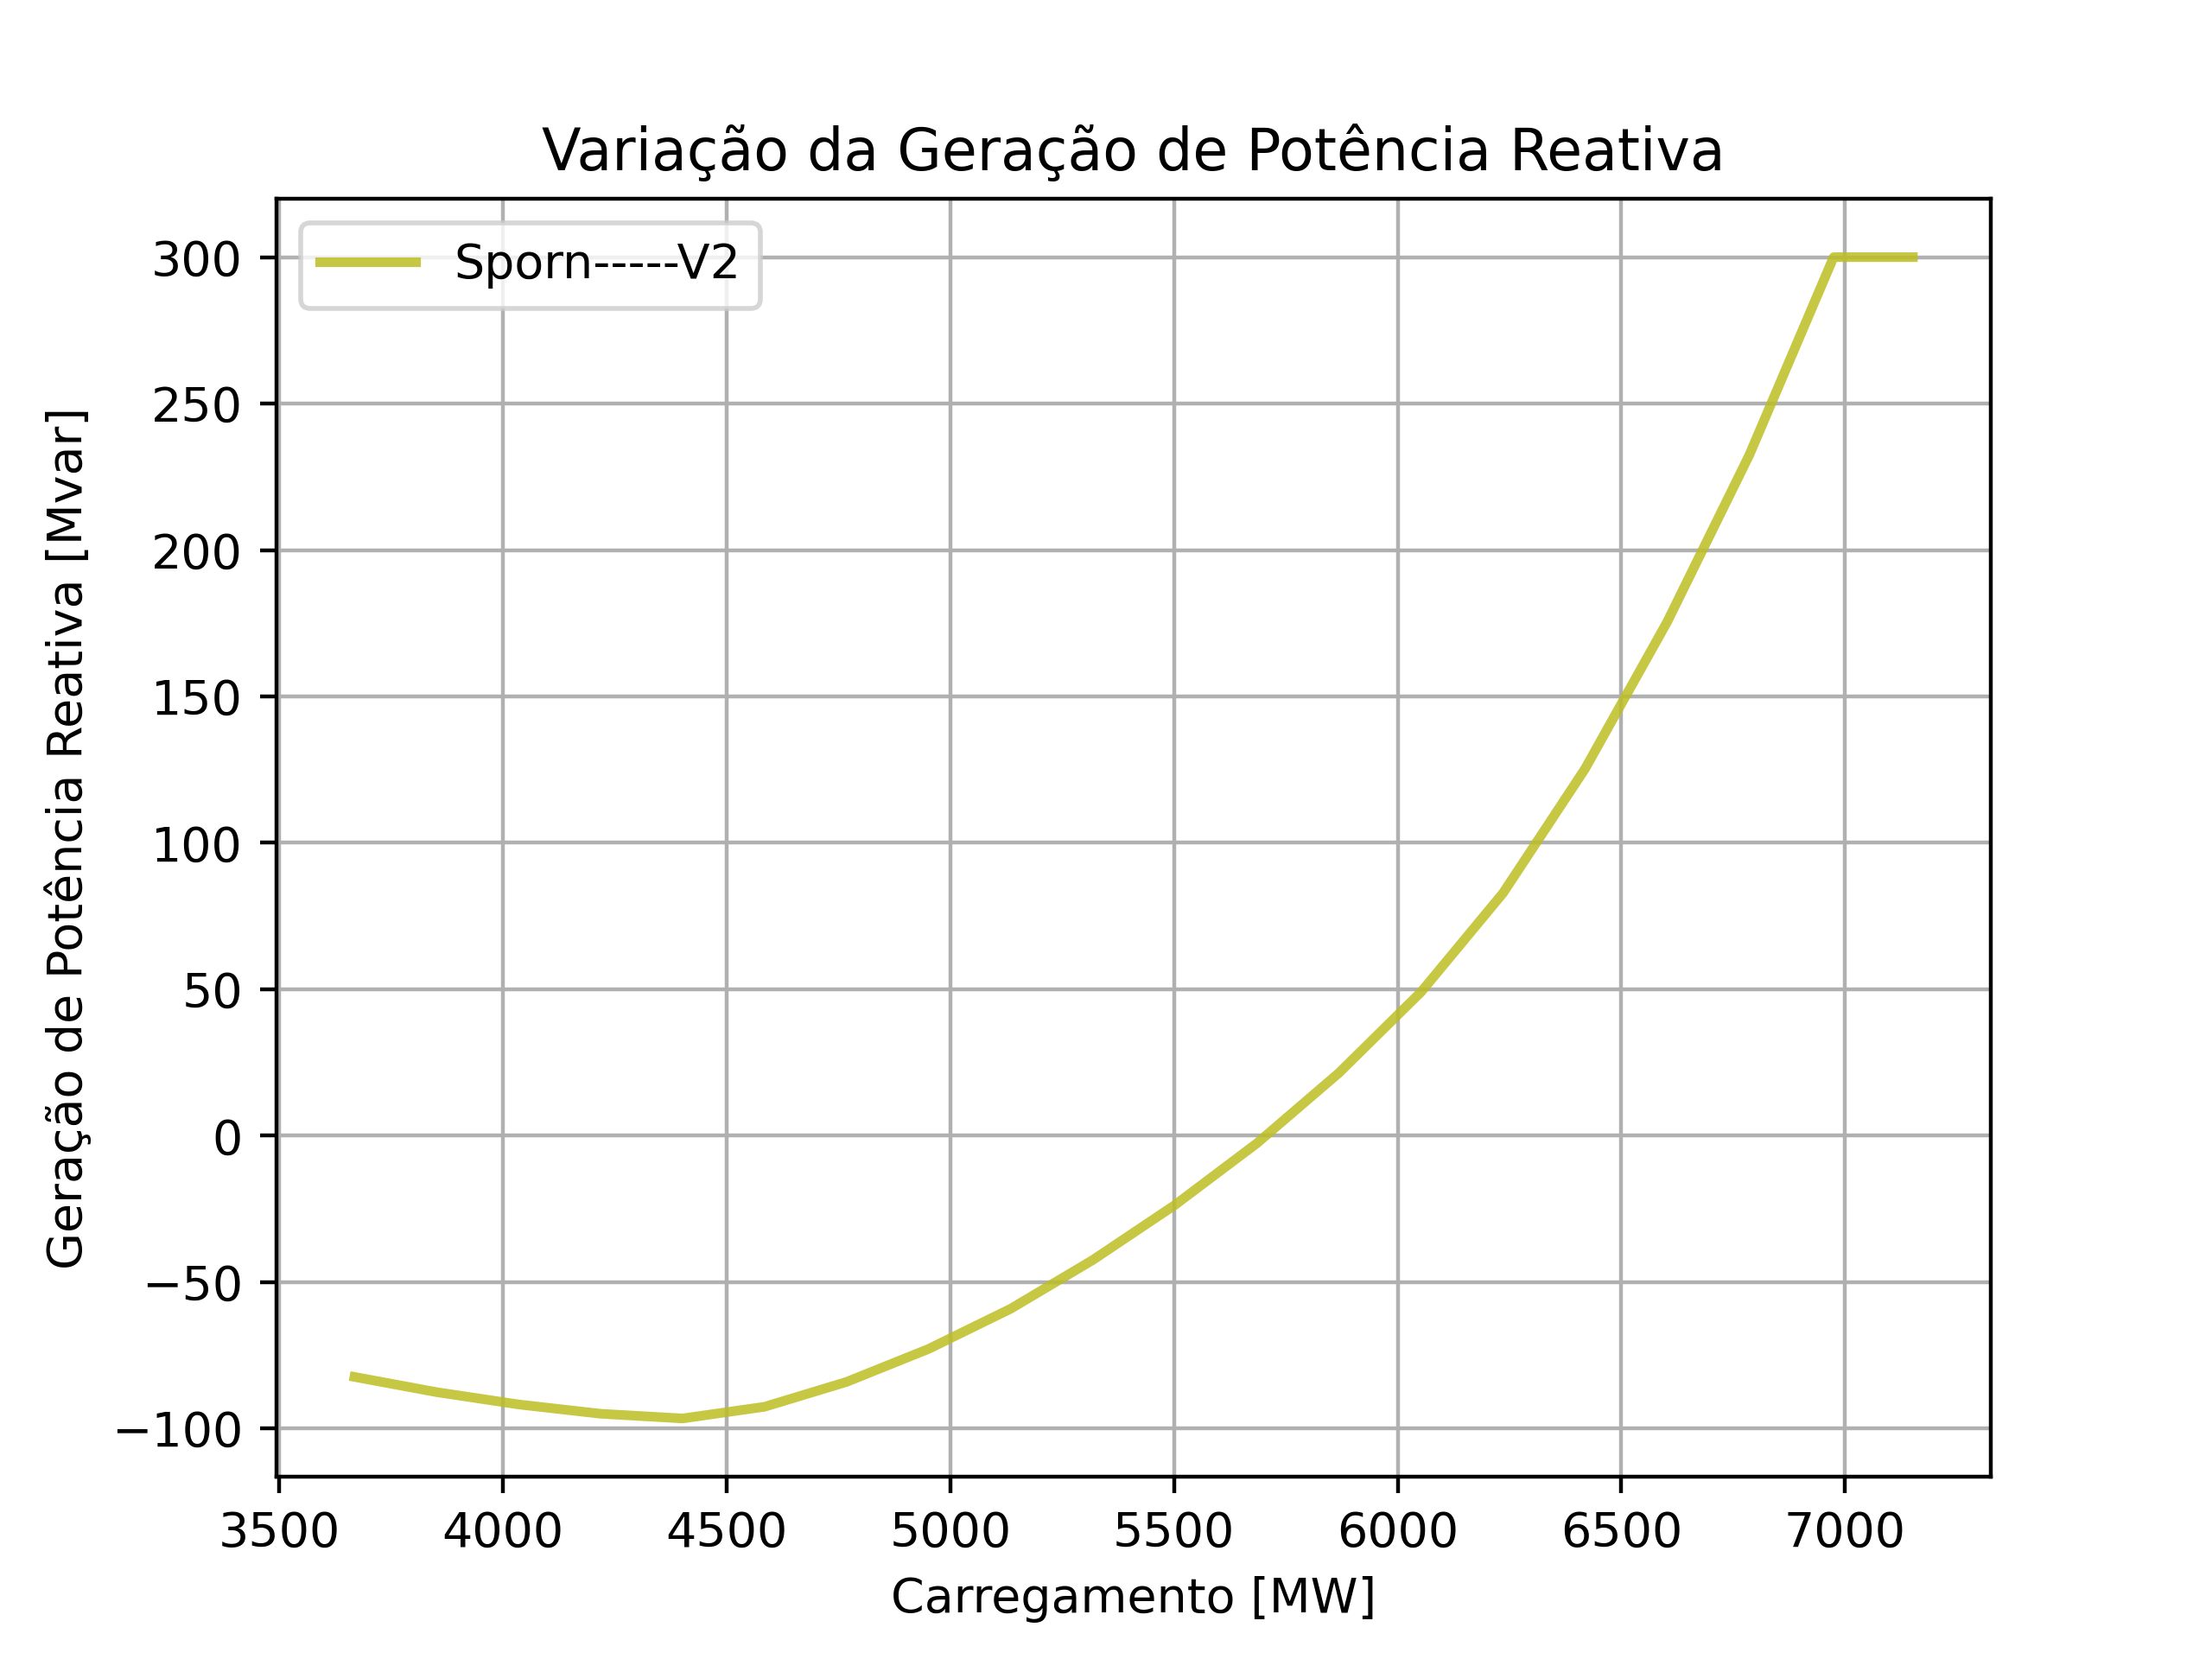 Variação da Geração de Potência Reativa
Sporn------V2
Geração de Potência Reativa [Mvar]
300
250
200
150
100
50
0
−50
−100
3500 4000 4500 5000 5500 6000 6500 7000
Carregamento [MW]